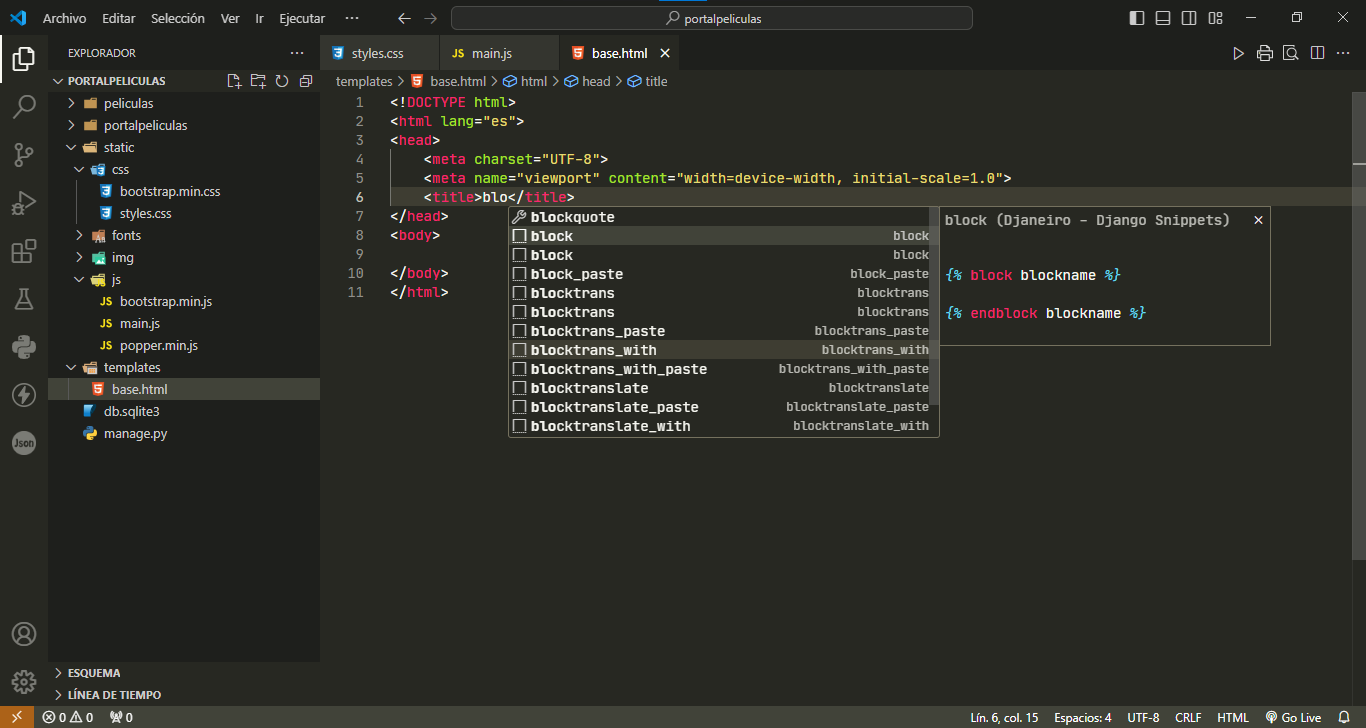 Archivo Editar Selección Ver Ir Ejecutar ··· portalpeliculas
EXPLORADOR ···
PORTALPELICULAS
peliculas
portalpeliculas
static
css
bootstrap.min.css
styles.css
fonts
img
js
JS bootstrap.min.js
JS main.js
JS popper.min.js
templates
base.html
db.sqlite3
manage.py
ESQUEMA
LÍNEA DE TIEMPO
Json
styles.css JS main.js base.html
templates > base.html > html > head > title
1 <!DOCTYPE html>
2 <html lang="es">
3 <head>
4 <meta charset="UTF-8">
5 <meta name="viewport" content="width=device-width, initial-scale=1.0">
6 <title>blo</title>
7 </head>
8 <body>
9
10 </body>
11 </html>
blockquote
block block
block block
block_paste block_paste
blocktrans blocktrans
blocktrans blocktrans
blocktrans_paste blocktrans_paste
blocktrans_with blocktrans_with
blocktrans_with_paste blocktrans_with_paste
blocktranslate blocktranslate
blocktranslate_paste blocktranslate_paste
blocktranslate_with blocktranslate_with
block (Djaneiro - Django Snippets)
{% block blockname %}
{% endblock blockname %}
0 0 0 Lín. 6, col. 15 Espacios: 4 UTF-8 CRLF HTML Go Live